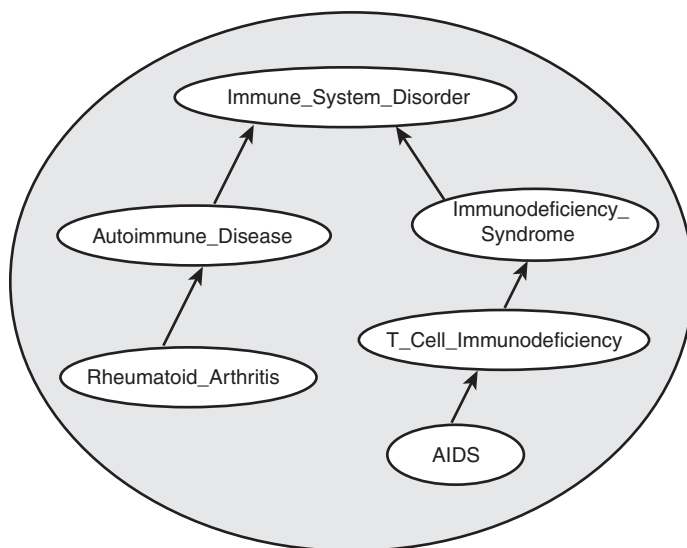 Immune_System_Disorder
Autoimmune_Disease
Immunodeficiency_
Syndrome
Rheumatoid_Arthritis
T_Cell_Immunodeficiency
AIDS